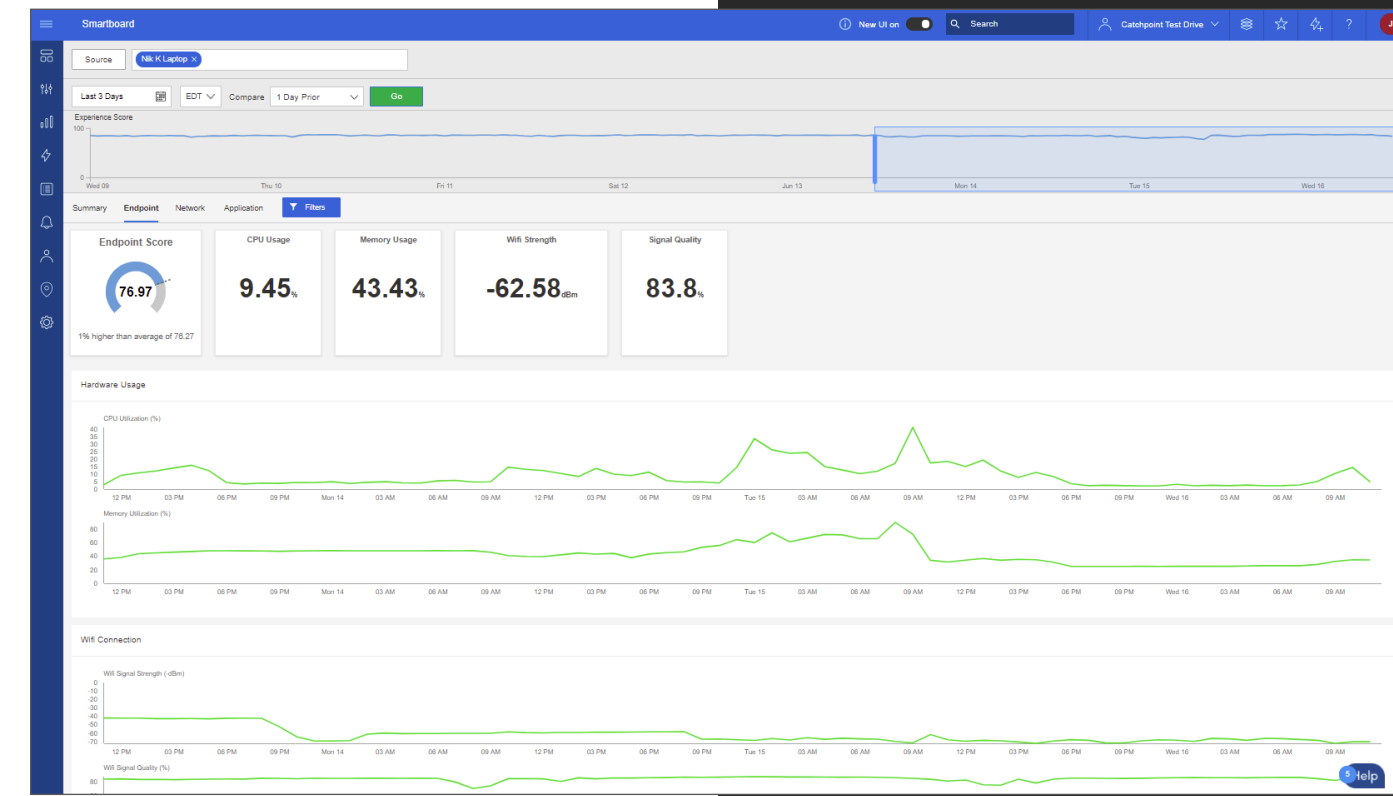 Smartboard
New UI on
Search
Catchpoint Test Drive
?
J
Source
Nik K Laptop ×
Last 3 Days
EDT
Compare
1 Day Prior
Go
Experience Score
100
0
Wed 09 Thu 10 Fri 11 Sat 12 Jun 13 Mon 14 Tue 15 Wed 16
Summary Endpoint Network Application Filters
Endpoint Score
76.97
1% higher than average of 76.27
CPU Usage
9.45%
Memory Usage
43.43%
Wifi Strength
-62.58dBm
Signal Quality
83.8%
Hardware Usage
CPU Utilization (%)
40
35
30
25
20
15
10
5
0
12 PM 03 PM 06 PM 09 PM Mon 14 03 AM 06 AM 09 AM 12 PM 03 PM 06 PM 09 PM Tue 15 03 AM 06 AM 09 AM 12 PM 03 PM 06 PM 09 PM Wed 16 03 AM 06 AM 09 AM
Memory Utilization (%)
80
60
40
20
0
12 PM 03 PM 06 PM 09 PM Mon 14 03 AM 06 AM 09 AM 12 PM 03 PM 06 PM 09 PM Tue 15 03 AM 06 AM 09 AM 12 PM 03 PM 06 PM 09 PM Wed 16 03 AM 06 AM 09 AM
Wifi Connection
Wifi Signal Strength (-dBm)
0
-10
-20
-30
-40
-50
-60
-70
12 PM 03 PM 06 PM 09 PM Mon 14 03 AM 06 AM 09 AM 12 PM 03 PM 06 PM 09 PM Tue 15 03 AM 06 AM 09 AM 12 PM 03 PM 06 PM 09 PM Wed 16 03 AM 06 AM 09 AM
Wifi Signal Quality (%)
80
5
Help